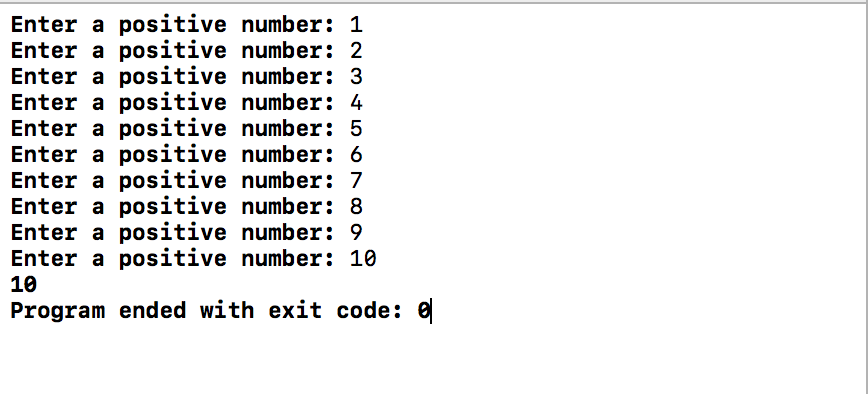 Enter a positive number: 1
Enter a positive number: 2
Enter a positive number: 3
Enter a positive number: 4
Enter a positive number: 5
Enter a positive number: 6
Enter a positive number: 7
Enter a positive number: 8
Enter a positive number: 9
Enter a positive number: 10
10
Program ended with exit code: 0